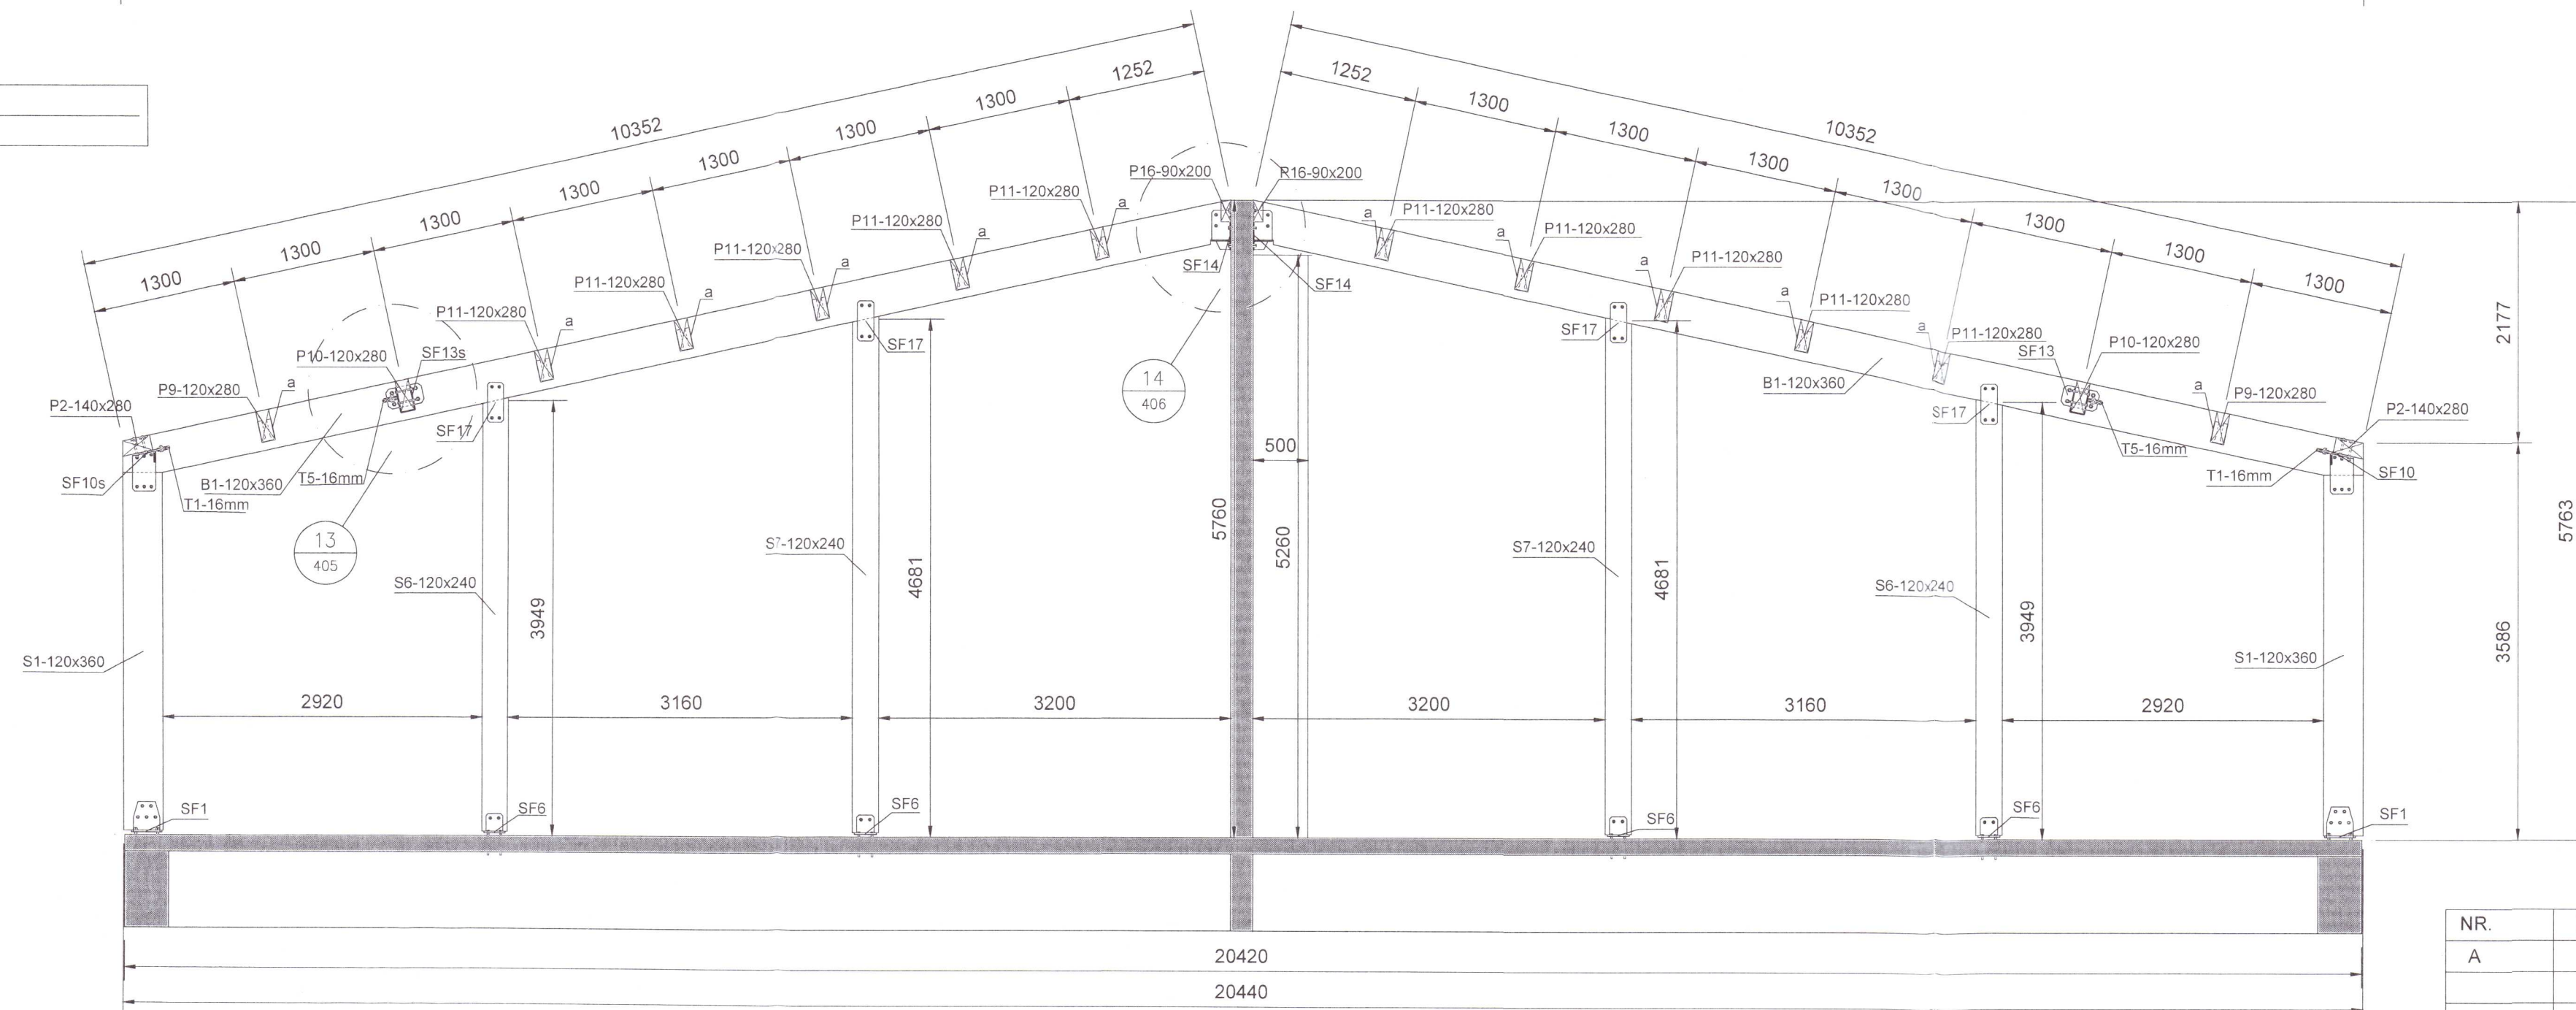 1252
1252
1300
1300
10352
10352
1300
1300
1300
1300
1300
1300
1300
1300
1300
1300
1300
1300
P16-90x200
R16-90x200
P11-120x280
a
a
P11-120x280
P11-120x280
a
a
P11-120x280
P11-120x280
a
a
P11-120x280
P11-120x280
a
a
P11-120x280
P11-120x280
a
a
P11-120x280
SF14
SF14
SF17
SF17
P10-120x280
SF13s
SF13
P10-120x280
P9-120x280
a
a
P9-120x280
P2-140x280
P2-140x280
B1-120x360
B1-120x360
14
406
SF17
SF17
2177
500
SF10s
T1-16mm
T5-16mm
T5-16mm
T1-16mm
SF10
13
405
5760
5260
5763
S7-120x240
S7-120x240
S6-120x240
S6-120x240
4681
4681
3949
3949
3586
S1-120x360
S1-120x360
2920
3160
3200
3200
3160
2920
SF1
SF6
SF6
SF6
SF6
SF1
NR.
A
20420
20440